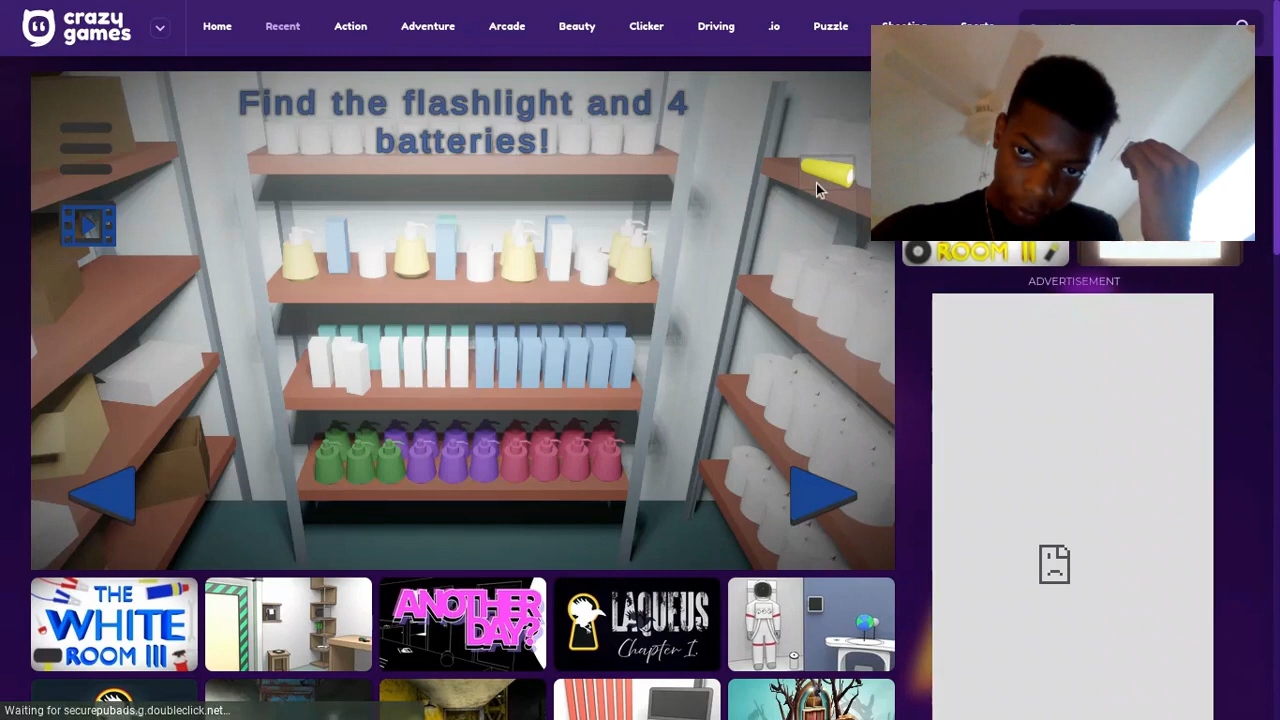 crazy games
Home
Recent
Action
Adventure
Arcade
Beauty
Clicker
Driving
.io
Puzzle
Find the flashlight and 4
batteries!
ROOM II
ADVERTISEMENT
THE
WHITE
ROOM III
ANOTHER
DAY?
LAQUEUS
Chapter I.
Waiting for securepubads.g.doubleclick.net...